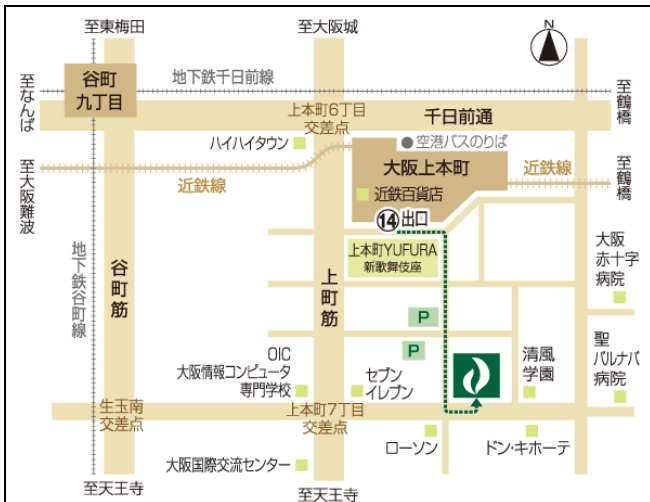 至東梅田
至大阪城
N
谷町
九丁目
地下鉄千日前線
至なんば
至鶴橋
上本町6丁目
交差点
千日前通
ハイハイタウン
空港バスのりば
大阪上本町
近鉄線
近鉄線
至大阪難波
至鶴橋
近鉄百貨店
⑭出口
上本町YUFURA
新歌舞伎座
大阪
赤十字
病院
地下鉄谷町線
谷町筋
上町筋
P
P
OIC
大阪情報コンピュータ
専門学校
セブン
イレブン
清風
学園
聖
バルナバ
病院
生玉南
交差点
上本町7丁目
交差点
ローソン
ドン・キホーテ
大阪国際交流センター
至天王寺
至天王寺